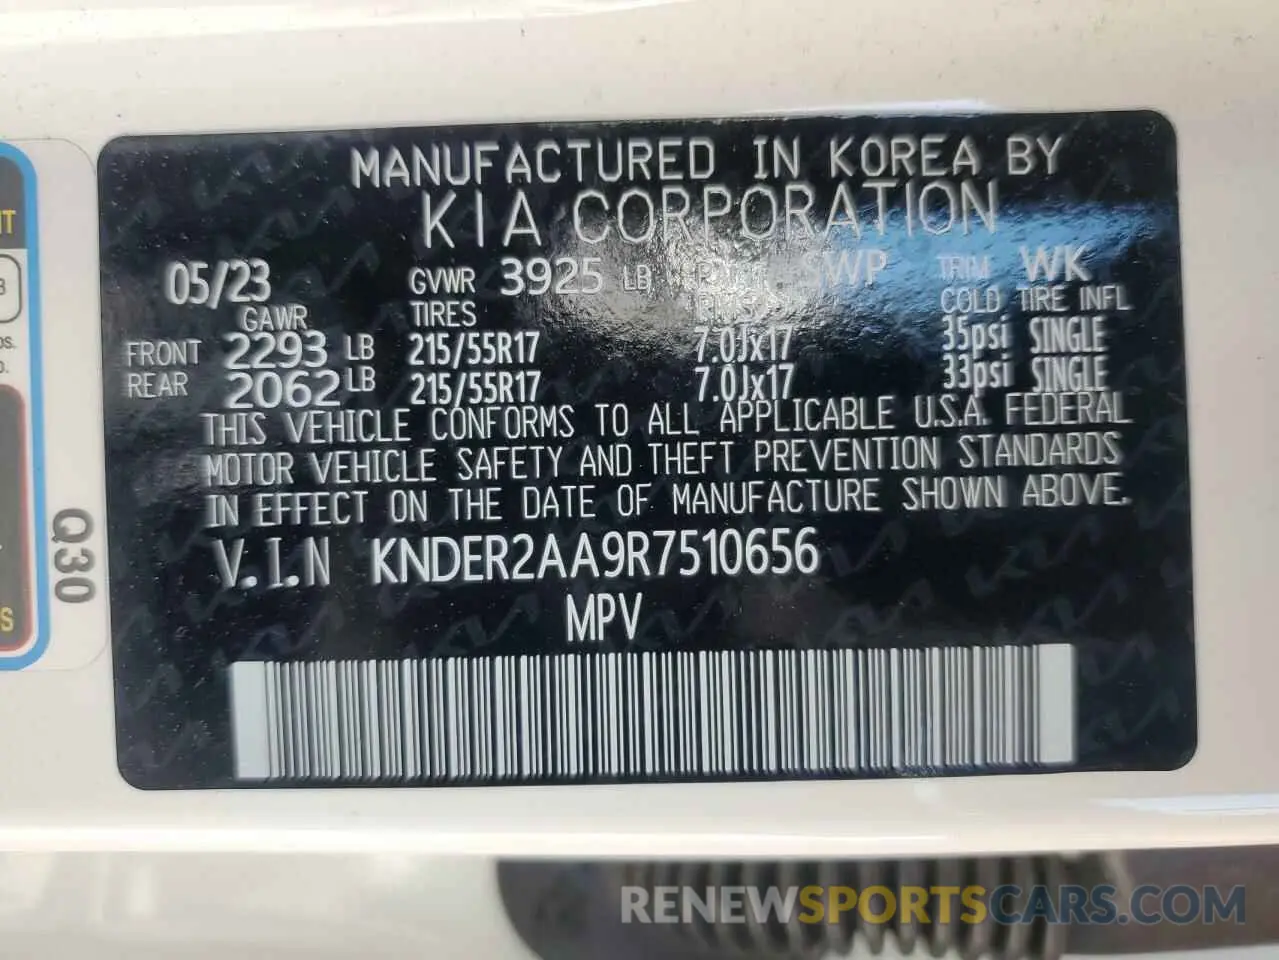 MANUFACTURED IN KOREA BY
KIA CORPORATION
05/23 GVWR 3925 LB SWP TRIM WK
GAWR TIRES COLD TIRE INFL
FRONT 2293 LB 215/55R17 7.0Jx17 35psi SINGLE
REAR 2062 LB 215/55R17 7.0Jx17 33psi SINGLE
THIS VEHICLE CONFORMS TO ALL APPLICABLE U.S.A. FEDERAL
MOTOR VEHICLE SAFETY AND THEFT PREVENTION STANDARDS
IN EFFECT ON THE DATE OF MANUFACTURE SHOWN ABOVE.
V.I.N KNDER2AA9R7510656
MPV
Q30
RENEWSPORTSCARS.COM